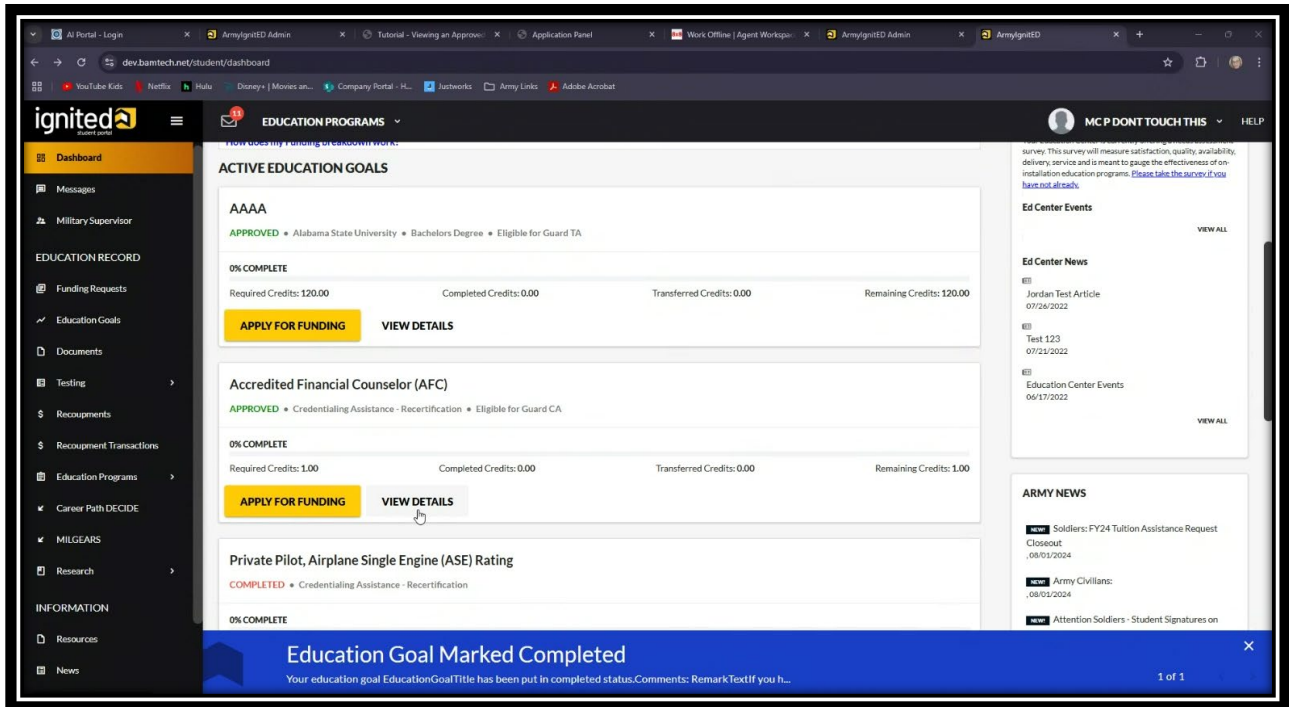 AI Portal - Login
ArmyIgnitED Admin
Tutorial - Viewing an Approved
Application Panel
Work Offline | Agent Workspac
ArmyIgnitED Admin
ArmyIgnitED
dev.bamtech.net/student/dashboard
YouTube Kids
Netflix
Hulu
Disney+ | Movies an...
Company Portal - H...
Justworks
Army Links
Adobe Acrobat
ignited
student portal
11
EDUCATION PROGRAMS
MC P DONT TOUCH THIS
HELP
Dashboard
Messages
Military Supervisor
EDUCATION RECORD
Funding Requests
Education Goals
Documents
Testing
Recoupments
Recoupment Transactions
Education Programs
Career Path DECIDE
MILGEARS
Research
INFORMATION
Resources
News
How does my Funding breakdown work?
ACTIVE EDUCATION GOALS
AAAA
APPROVED • Alabama State University • Bachelors Degree • Eligible for Guard TA
0% COMPLETE
Required Credits: 120.00 Completed Credits: 0.00 Transferred Credits: 0.00 Remaining Credits: 120.00
APPLY FOR FUNDING VIEW DETAILS
Accredited Financial Counselor (AFC)
APPROVED • Credentialing Assistance - Recertification • Eligible for Guard CA
0% COMPLETE
Required Credits: 1.00 Completed Credits: 0.00 Transferred Credits: 0.00 Remaining Credits: 1.00
APPLY FOR FUNDING VIEW DETAILS
Private Pilot, Airplane Single Engine (ASE) Rating
COMPLETED • Credentialing Assistance - Recertification
0% COMPLETE
survey. This survey will measure satisfaction, quality, availability,
delivery, service and is meant to gauge the effectiveness of on-
installation education programs. Please take the survey if you
have not already.
Ed Center Events
VIEW ALL
Ed Center News
Jordan Test Article
07/26/2022
Test 123
07/21/2022
Education Center Events
06/17/2022
VIEW ALL
ARMY NEWS
NEW! Soldiers: FY24 Tuition Assistance Request
Closeout
,08/01/2024
NEW! Army Civilians:
,08/01/2024
NEW! Attention Soldiers - Student Signatures on
Education Goal Marked Completed
Your education goal EducationGoalTitle has been put in completed status.Comments: RemarkTextIf you h...
1 of 1